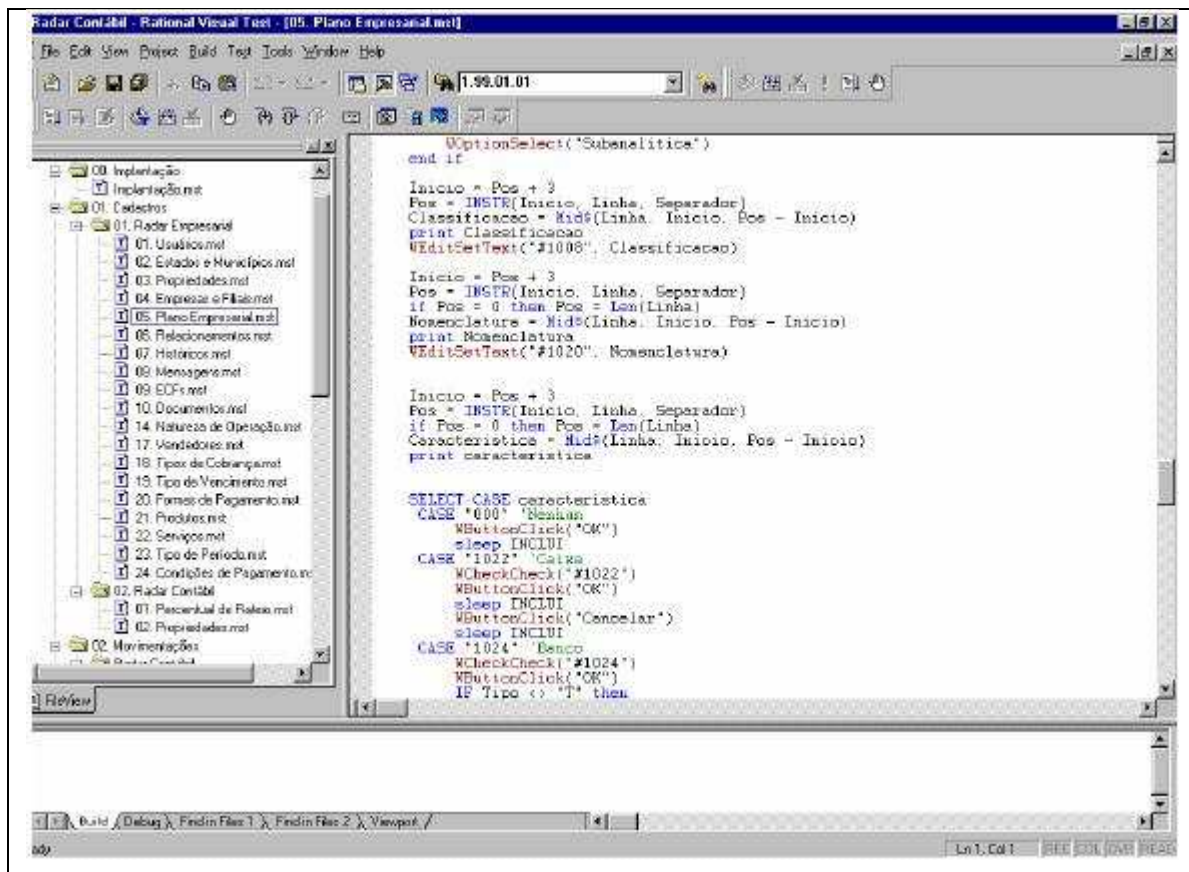 Radar Contábil - Rational Visual Test - [05. Plano Empresarial.mst]
File Edit View Project Build Test Tools Window Help
1.99.01.01
00. Implantação
Implantação.mst
01. Cadastros
01. Radar Empresarial
01. Usuários.mst
02. Estados e Municípios.mst
03. Propriedades.mst
04. Empresas e Filiais.mst
05. Plano Empresarial.mst
06. Relacionamentos.mst
07. Históricos.mst
08. Mensagens.mst
09. ECFs.mst
10. Documentos.mst
14. Natureza de Operação.mst
17. Vendedores.mst
18. Tipos de Cobrança.mst
19. Tipo de Vencimento.mst
20. Formas de Pagamento.mst
21. Produtos.mst
22. Serviços.mst
23. Tipo de Período.mst
24. Condições de Pagamento.m
02. Radar Contábil
01. Percentual de Rateio.mst
02. Propriedades.mst
02. Movimentações
Radar Contábil
FileView
WOptionSelect("Subanalitica")
end if
Inicio = Pos + 3
Pos = INSTR(Inicio, Linha, Separador)
Classificacao = Mid$(Linha, Inicio, Pos - Inicio)
print Classificacao
WEditSetText("#1008", Classificacao)
Inicio = Pos + 3
Pos = INSTR(Inicio, Linha, Separador)
if Pos = 0 then Pos = Len(Linha)
Nomenclatura = Mid$(Linha, Inicio, Pos - Inicio)
print Nomenclatura
WEditSetText("#1020", Nomenclatura)
Inicio = Pos + 3
Pos = INSTR(Inicio, Linha, Separador)
if Pos = 0 then Pos = Len(Linha)
Caracteristica = Mid$(Linha, Inicio, Pos - Inicio)
print caracteristica
SELECT CASE caracteristica
CASE "000" 'Nenhum
WButtonClick("OK")
sleep INCLUI
CASE "1022" 'Caixa
WCheckCheck("#1022")
WButtonClick("OK")
sleep INCLUI
WButtonClick("Cancelar")
sleep INCLUI
CASE "1024" 'Banco
WCheckCheck("#1024")
WButtonClick("OK")
IF Tipo <> "T" then
Build Debug Find in Files 1 Find in Files 2 Viewport
Ln 1, Col 1 REC COL OVR READ